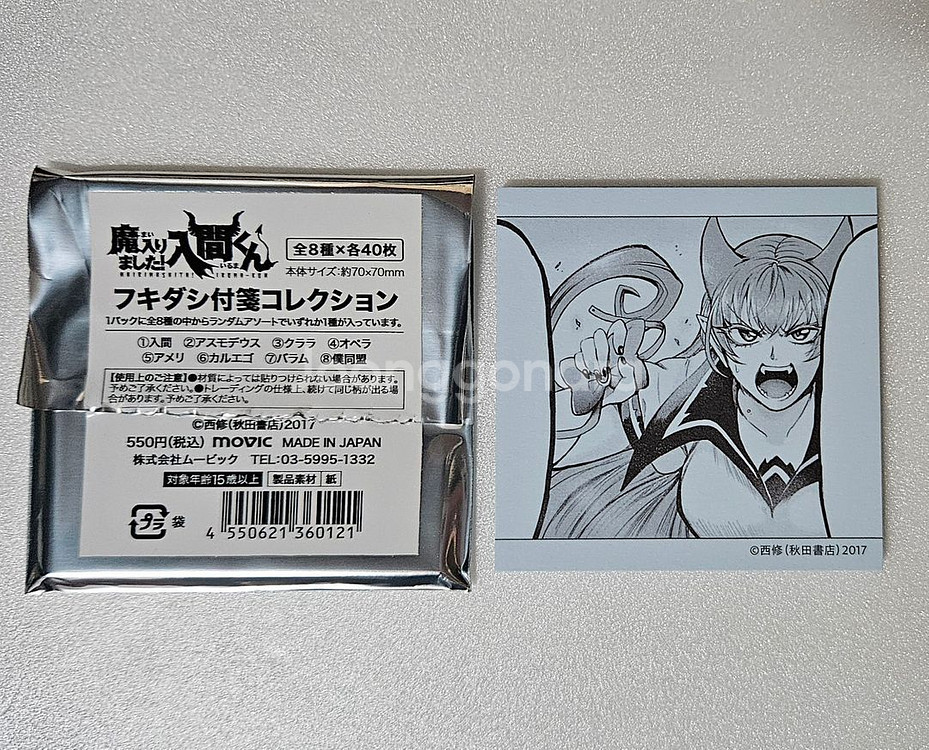 魔入り
まい
ました!
入間くん
いるま
MAIRIMASHITA! IRUMA-KUN
全8種×各40枚
本体サイズ:約70×70mm
フキダシ付箋コレクション
1パックに全8種の中からランダムアソートでいずれか1種が入っています。
①入間 ②アスモデウス ③クララ ④オペラ
⑤アメリ ⑥カルエゴ ⑦バラム ⑧僕同盟
【使用上のご注意】●材質によっては貼りつけられない場合があります。
予めご了承ください。●トレーディングの仕様上、続けて同じ柄が出る場
合があります。予めご了承ください。
©西修(秋田書店)2017
550円(税込) movic MADE IN JAPAN
株式会社ムービック TEL:03-5995-1332
対象年齢15歳以上 製品素材 紙
プラ 袋
4 550621 360121
©西修(秋田書店)2017